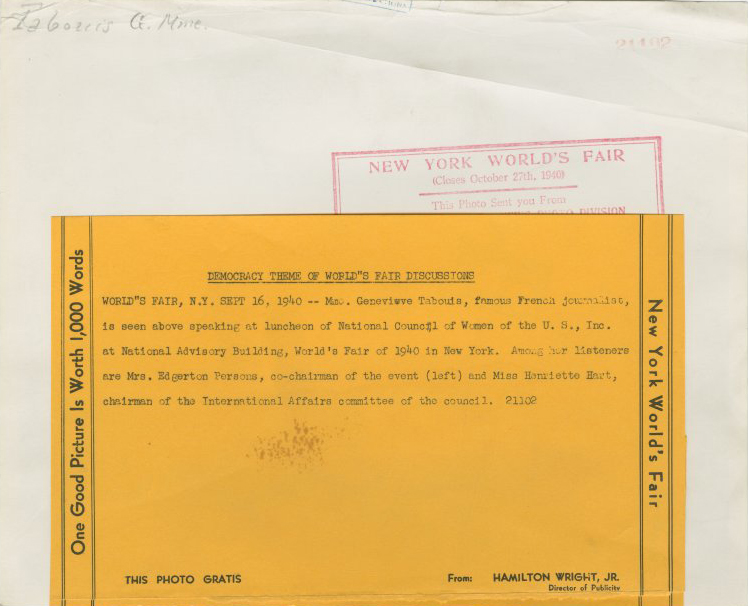 Tabouis G. Mme.
21102
NEW YORK WORLD'S FAIR
(Closes October 27th, 1940)
This Photo Sent you From
PHOTO DIVISION
One Good Picture Is Worth 1,000 Words
DEMOCRACY THEME OF WORLD"S FAIR DISCUSSIONS
WORLD"S FAIR, N.Y. SEPT 16, 1940 -- Mme. Genevieve Tabouis, famous French journalist,
is seen above speaking at luncheon of National Council of Women of the U. S., Inc.
at National Advisory Building, World's Fair of 1940 in New York. Among her listeners
are Mrs. Edgerton Persons, co-chairman of the event (left) and Miss Henriette Hart,
chairman of the International Affairs committee of the council. 21102
New York World's Fair
THIS PHOTO GRATIS
From: HAMILTON WRIGHT, JR.
Director of Publicity